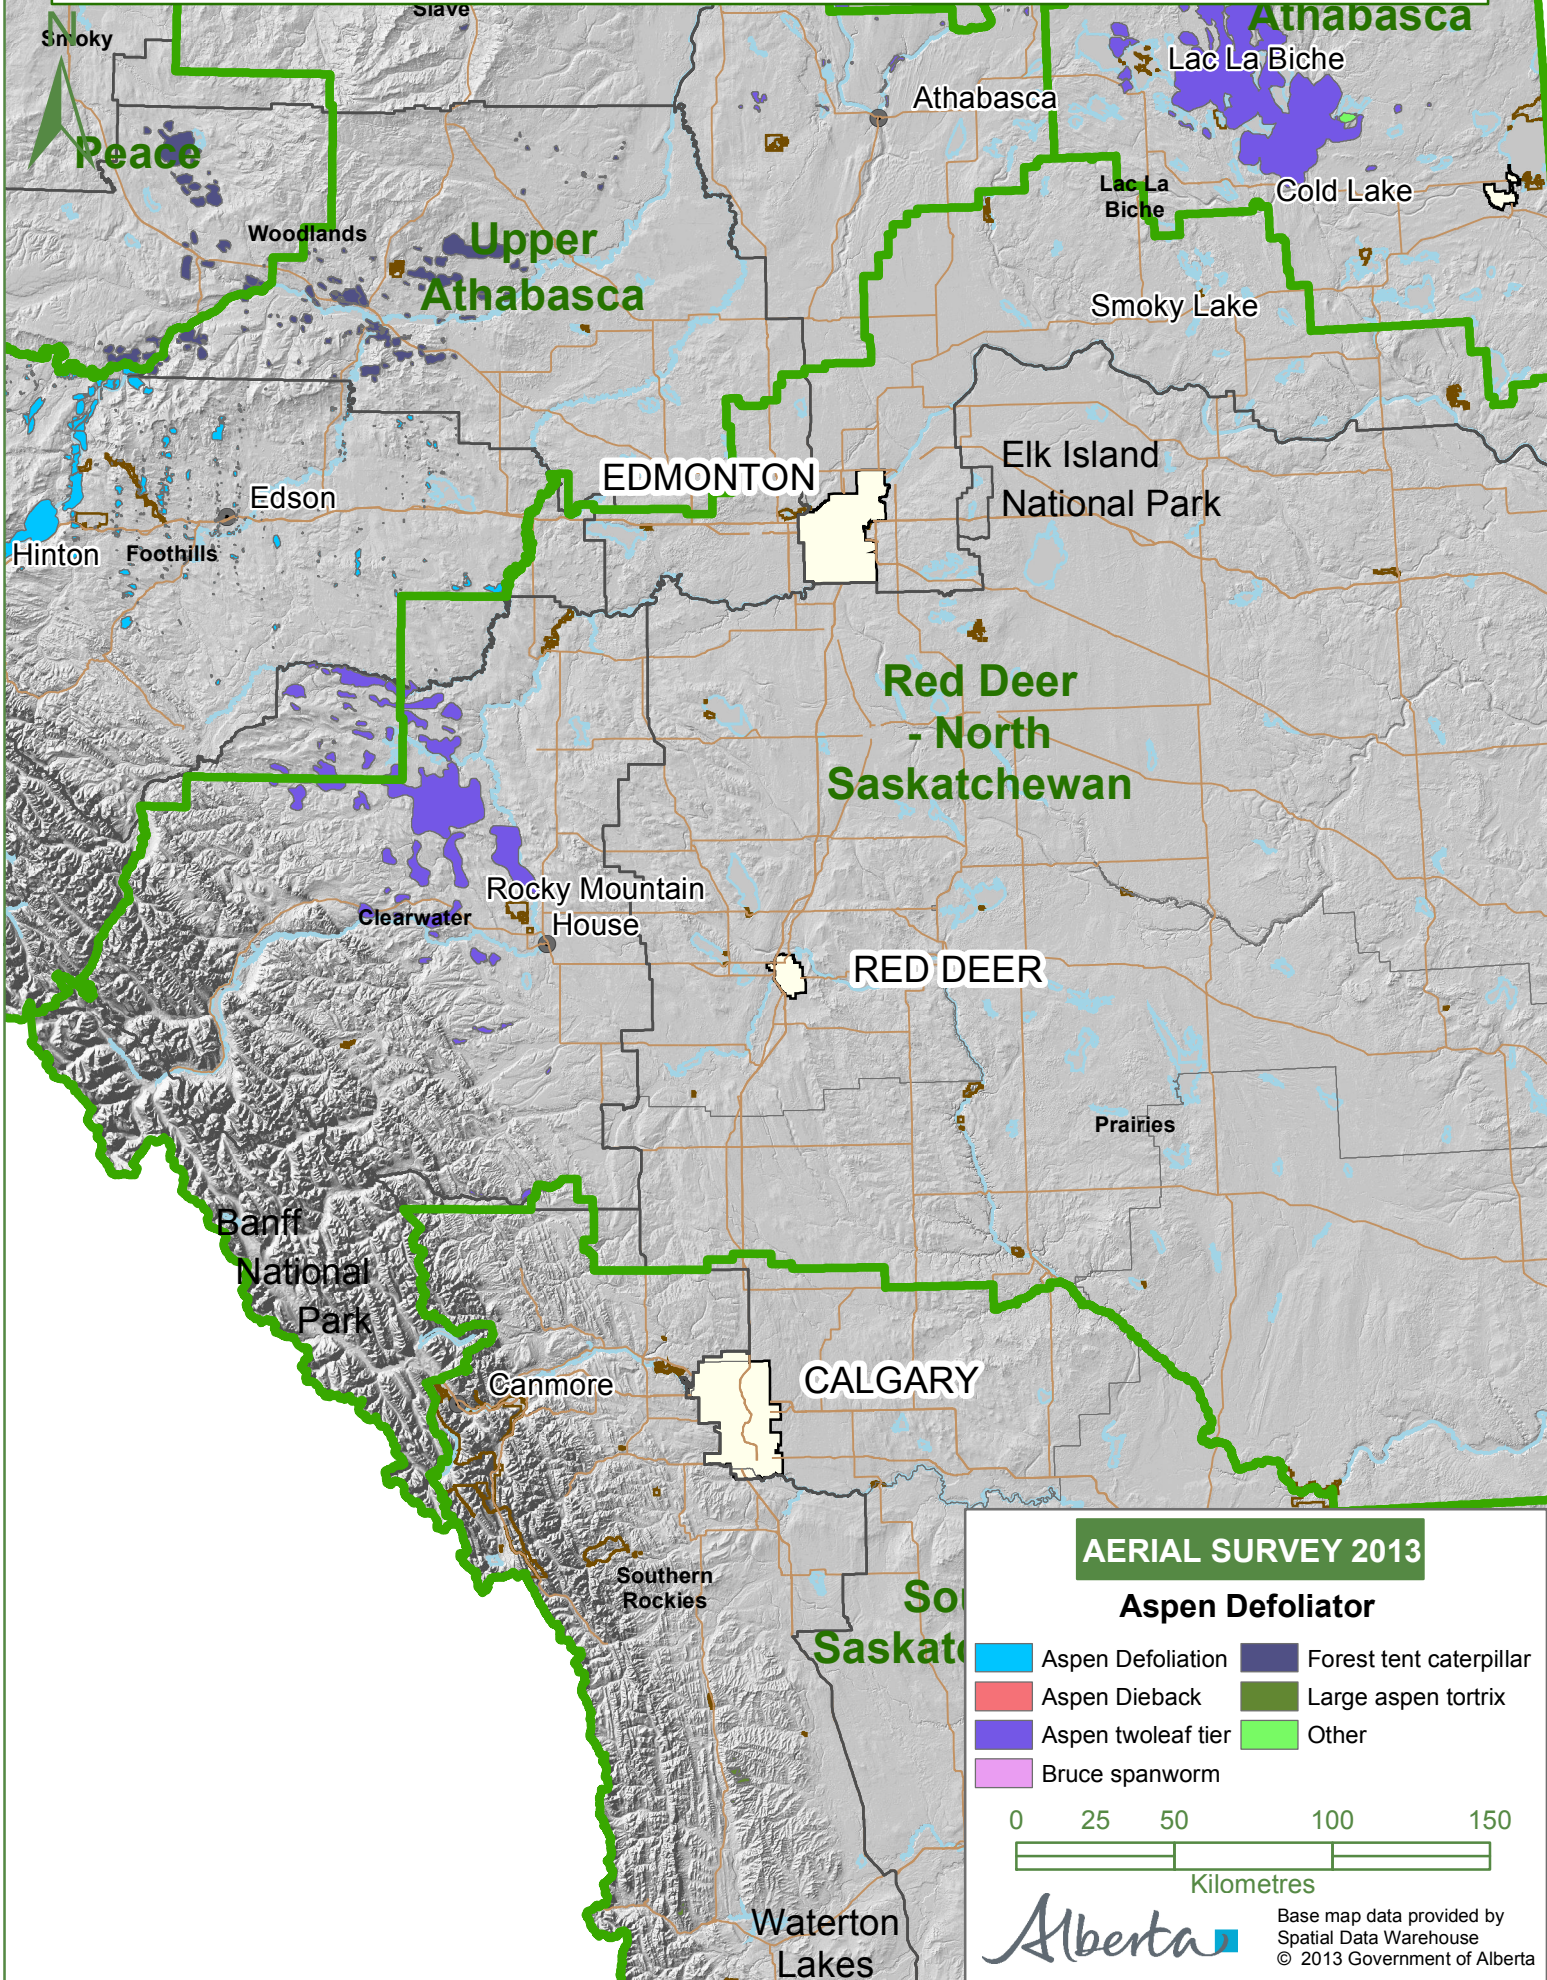 Slave
Athabasca
N
Smoky
Lac La Biche
Athabasca
Peace
Lac La
Biche
Cold Lake
Woodlands
Upper
Athabasca
Smoky Lake
Elk Island
National Park
EDMONTON
Edson
Hinton
Foothills
Red Deer
- North
Saskatchewan
Rocky Mountain
House
Clearwater
RED DEER
Prairies
Banff
National
Park
Canmore
CALGARY
Southern
Rockies
Sou
Saskatc
Waterton
Lakes
AERIAL SURVEY 2013
Aspen Defoliator
Aspen Defoliation
Forest tent caterpillar
Aspen Dieback
Large aspen tortrix
Aspen twoleaf tier
Other
Bruce spanworm
0 25 50 100 150
Kilometres
Alberta
Base map data provided by
Spatial Data Warehouse
© 2013 Government of Alberta